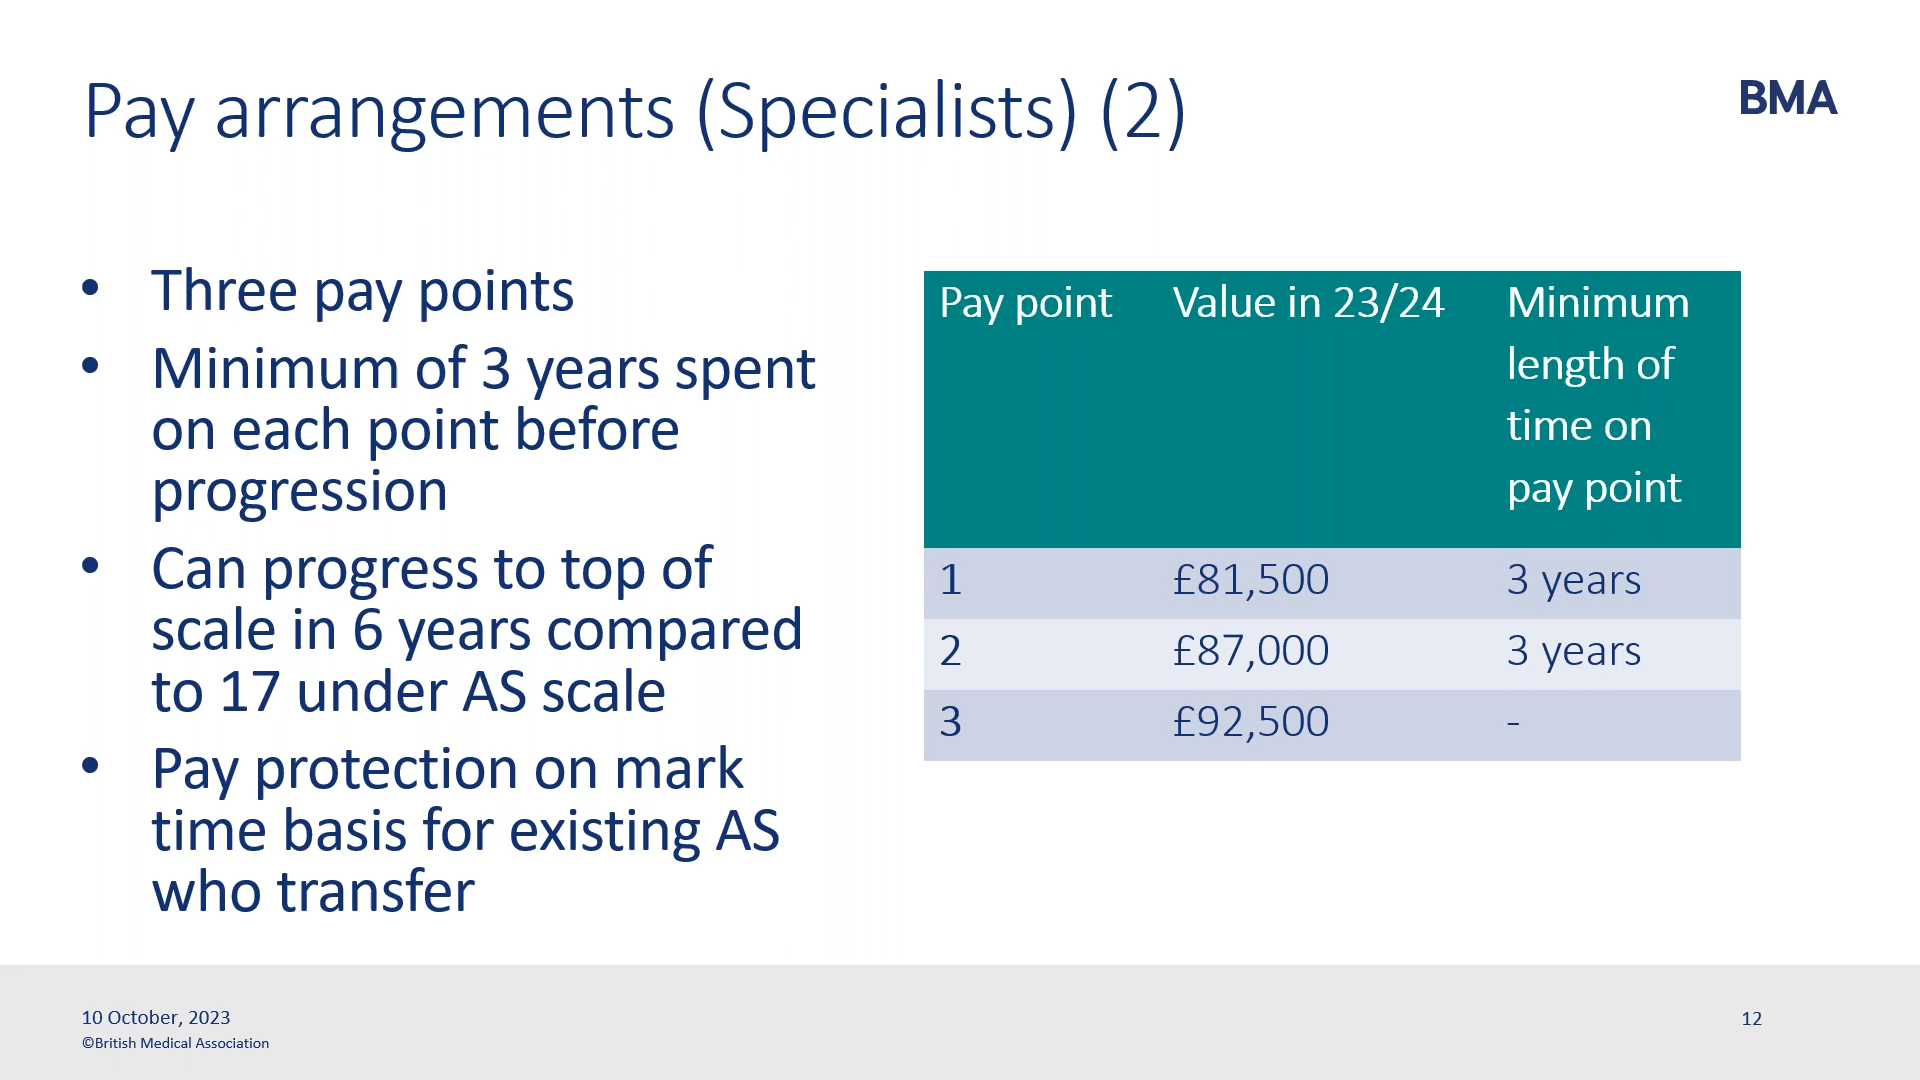 Pay arrangements (Specialists) (2)
BMA
• Three pay points
• Minimum of 3 years spent
on each point before
progression
• Can progress to top of
scale in 6 years compared
to 17 under AS scale
• Pay protection on mark
time basis for existing AS
who transfer
Pay point Value in 23/24 Minimum
length of
time on
pay point
1 £81,500 3 years
2 £87,000 3 years
3 £92,500 -
10 October, 2023
©British Medical Association
12